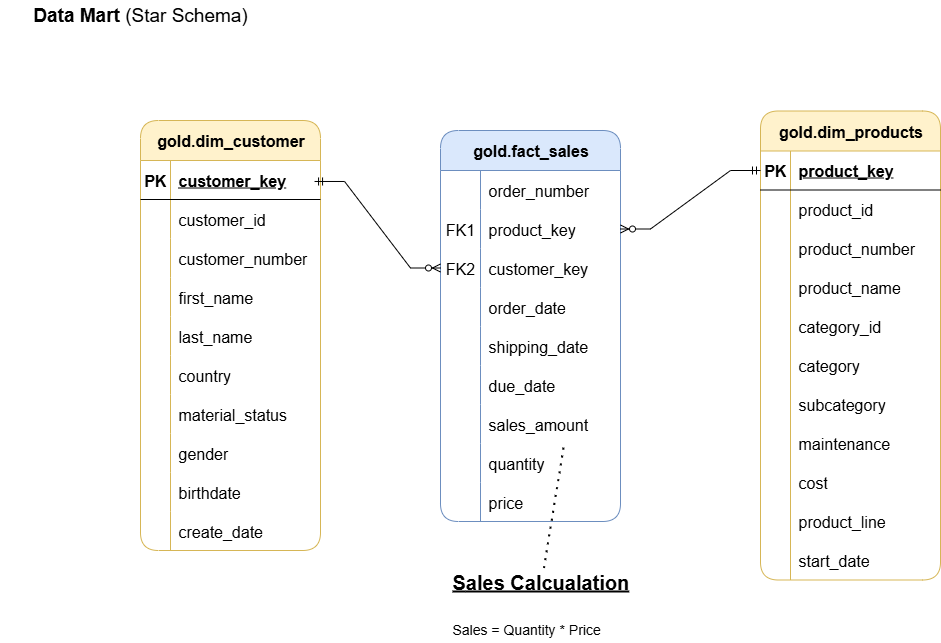 Data Mart (Star Schema)
gold.dim_customer
PK customer_key
customer_id
customer_number
first_name
last_name
country
material_status
gender
birthdate
create_date
gold.fact_sales
order_number
FK1 product_key
FK2 customer_key
order_date
shipping_date
due_date
sales_amount
quantity
price
gold.dim_products
PK product_key
product_id
product_number
product_name
category_id
category
subcategory
maintenance
cost
product_line
start_date
Sales Calcualation
Sales = Quantity * Price